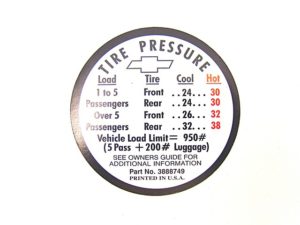 TIRE PRESSURE
Load Tire Cool Hot
1 to 5 Front ..24... 30
Passengers Rear ..24... 30
Over 5 Front ..26... 32
Passengers Rear ..32... 38
Vehicle Load Limit= 950#
(5 Pass + 200# Luggage)
SEE OWNERS GUIDE FOR
ADDITIONAL INFORMATION
Part No. 3888749
PRINTED IN U.S.A.